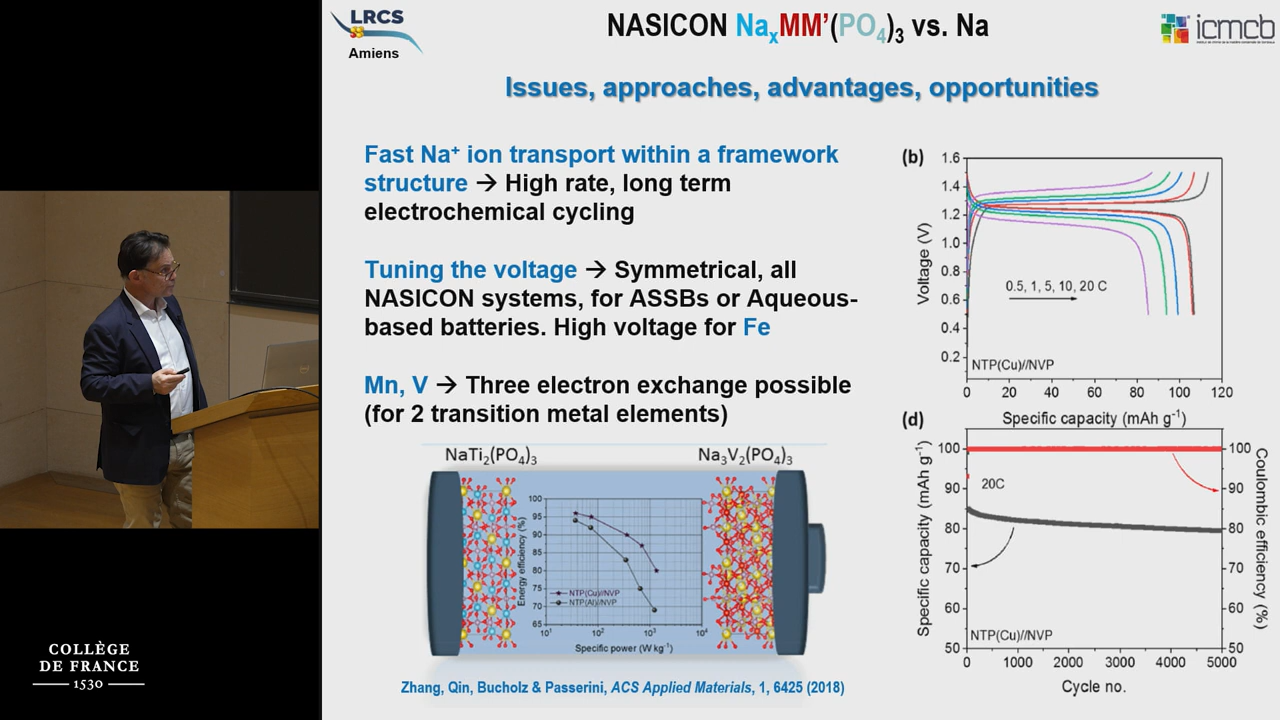 LRCS
Amiens
NASICON NaxMM’(PO4)3 vs. Na
icmcb
Issues, approaches, advantages, opportunities
Fast Na+ ion transport within a framework
structure → High rate, long term
electrochemical cycling
Tuning the voltage → Symmetrical, all
NASICON systems, for ASSBs or Aqueous-
based batteries. High voltage for Fe
Mn, V → Three electron exchange possible
(for 2 transition metal elements)
NaTi2(PO4)3
Na3V2(PO4)3
Energy efficiency (%)
100
95
90
85
80
75
70
65
NTP(Cu)//NVP
NTP(Al)//NVP
10^1 10^2 10^3 10^4
Specific power (W kg-1)
Zhang, Qin, Bucholz & Passerini, ACS Applied Materials, 1, 6425 (2018)
(b)
Voltage (V)
1.6
1.4
1.2
1.0
0.8
0.6
0.4
0.2
0.5, 1, 5, 10, 20 C
NTP(Cu)//NVP
0 20 40 60 80 100 120
Specific capacity (mAh g-1)
(d)
Specific capacity (mAh g-1)
100
90
80
70
60
50
20C
NTP(Cu)//NVP
100
90
80
70
60
50
Coulombic efficiency (%)
0 1000 2000 3000 4000 5000
Cycle no.
COLLÈGE
DE FRANCE
1530